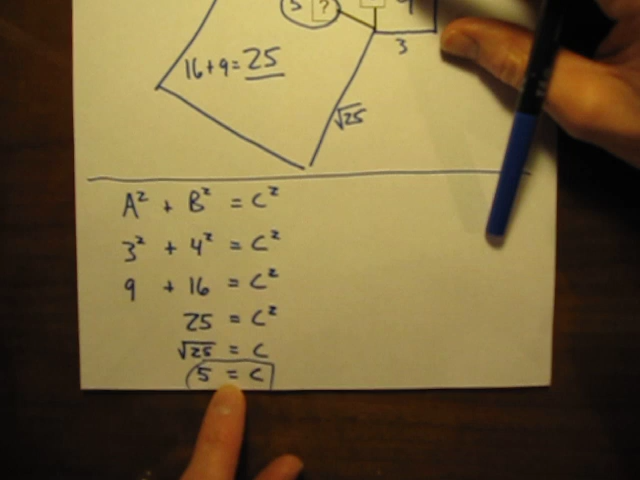 5 ?
9
3
16+9=25
√25
A² + B² = C²
3² + 4² = C²
9 + 16 = C²
25 = C²
√25 = C
5 = C